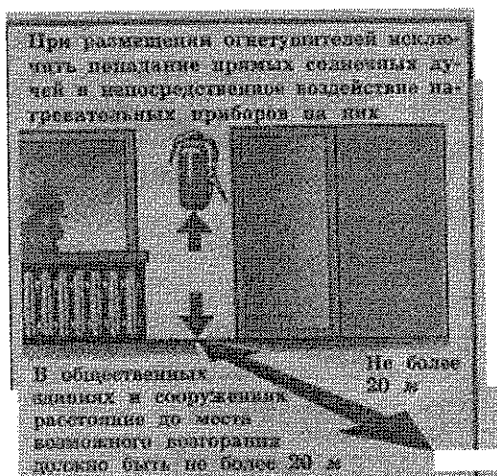 При размещении огнетушителей исклю-
чить попадание прямых солнечных лу-
чей и непосредственное воздействие на-
гревательных приборов на них
Не более
20 м
В общественных
зданиях и сооружениях
расстояние до места
возможного возгорания
должно быть не более 20 м